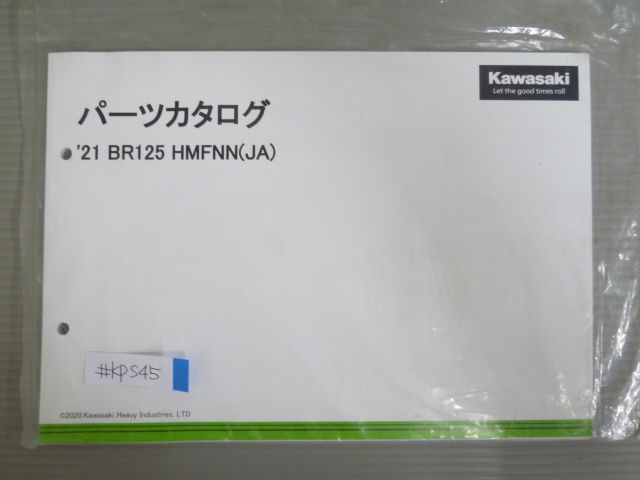 Kawasaki
Let the good times roll
パーツカタログ
'21 BR125 HMFNN(JA)
#KPS45
©2020.Kawasaki Heavy Industries, LTD